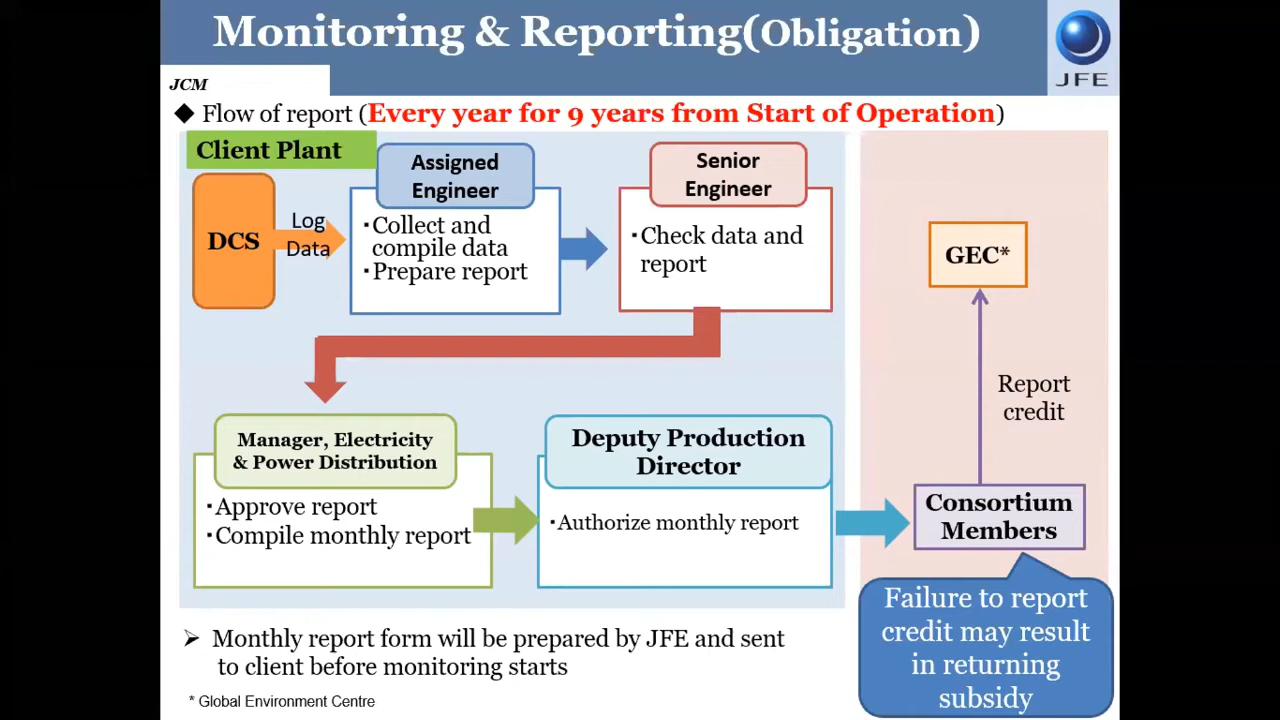 Monitoring & Reporting(Obligation)
JFE
JCM
◆ Flow of report (Every year for 9 years from Start of Operation)
Client Plant
DCS
Log
Data
Assigned
Engineer
・Collect and
compile data
・Prepare report
Senior
Engineer
・Check data and
report
GEC*
Report
credit
Manager, Electricity
& Power Distribution
・Approve report
・Compile monthly report
Deputy Production
Director
・Authorize monthly report
Consortium
Members
Failure to report
credit may result
in returning
subsidy
➢ Monthly report form will be prepared by JFE and sent
to client before monitoring starts
* Global Environment Centre